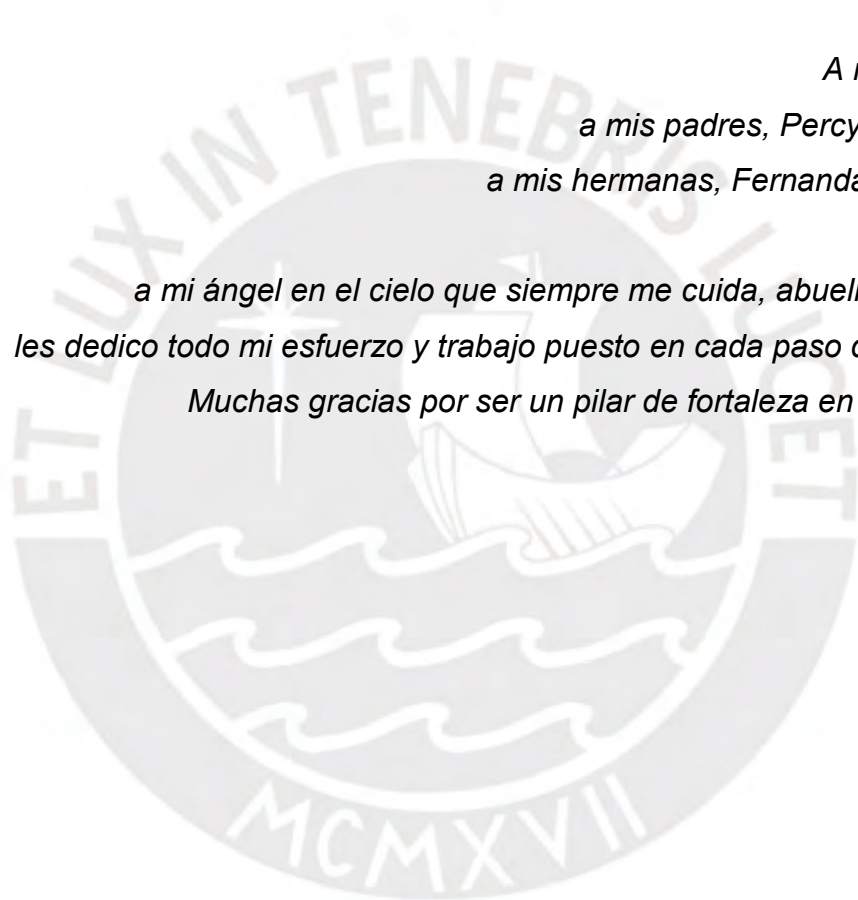 A
a mis padres, Percy
a mis hermanas, Fernanda
a mi ángel en el cielo que siempre me cuida,
les dedico todo mi esfuerzo y trabajo puesto en cada paso
Muchas gracias por ser un pilar de fortaleza en
ET LUX IN TENEBRIS LUCET
MCMXVII